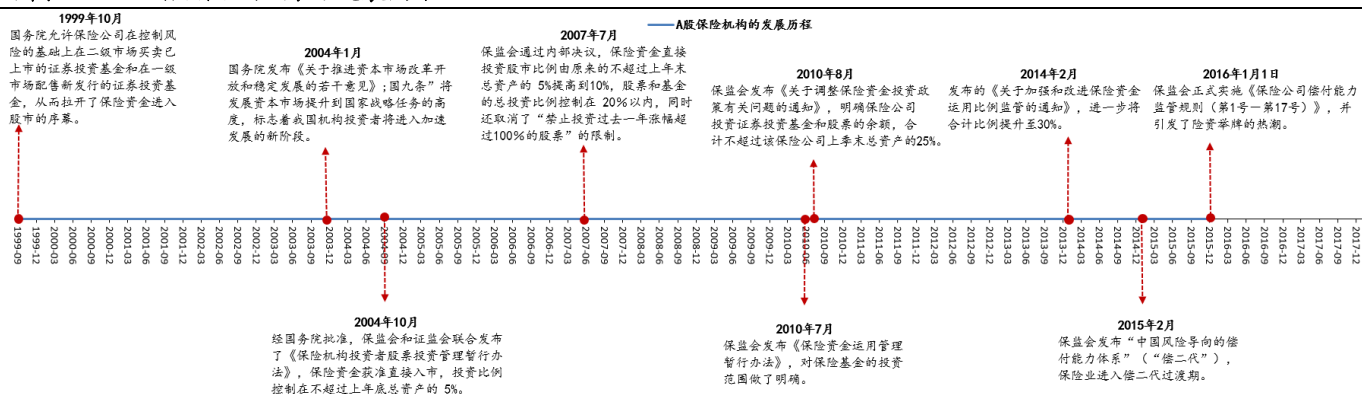 A股保险机构的发展历程
1999年10月
国务院允许保险公司在控制风
险的基础上在二级市场买卖已
上市的证券投资基金和在一级
市场配售新发行的证券投资基
金，从而拉开了保险资金进入
股市的序幕。
2004年1月
国务院发布《关于推进资本市场改革开
放和稳定发展的若干意见》；国九条”将
发展资本市场提升到国家战略任务的高
度，标志着我国机构投资者将进入加速
发展的新阶段。
2007年7月
保监会通过内部决议，保险资金直接
投资股市比例由原来的不超过上年末
总资产的 5%提高到10%，股票和基金
的总投资比例控制在 20%以内，同时
还取消了“禁止投资过去一年涨幅超
过100%的股票”的限制。
2010年8月
保监会发布《关于调整保险资金投资政
策有关问题的通知》，明确保险公司
投资证券投资基金和股票的余额，合
计不超过该保险公司上季末总资产的25%。
2014年2月
发布的《关于加强和改进保险资金
运用比例监管的通知》，进一步将
合计比例提升至30%。
2016年1月1日
保监会正式实施《保险公司偿付能力
监管规则（第1号－第17号）》，并
引发了险资举牌的热潮。
1999-09
1999-12
2000-03
2000-06
2000-09
2000-12
2001-03
2001-06
2001-09
2001-12
2002-03
2002-06
2002-09
2002-12
2003-03
2003-06
2003-09
2003-12
2004-03
2004-06
2004-09
2004-12
2005-03
2005-06
2005-09
2005-12
2006-03
2006-06
2006-09
2006-12
2007-03
2007-06
2007-09
2007-12
2008-03
2008-06
2008-09
2008-12
2009-03
2009-06
2009-09
2009-12
2010-03
2010-06
2010-09
2010-12
2011-03
2011-06
2011-09
2011-12
2012-03
2012-06
2012-09
2012-12
2013-03
2013-06
2013-09
2013-12
2014-03
2014-06
2014-09
2014-12
2015-03
2015-06
2015-09
2015-12
2016-03
2016-06
2016-09
2016-12
2017-03
2017-06
2017-09
2017-12
2004年10月
经国务院批准，保监会和证监会联合发布
了《保险机构投资者股票投资管理暂行办
法》，保险资金获准直接入市，投资比例
控制在不超过上年底总资产的 5%。
2010年7月
保监会发布《保险资金运用管理
暂行办法》，对保险基金的投资
范围做了明确。
2015年2月
保监会发布“中国风险导向的偿
付能力体系”（“偿二代”），
保险业进入偿二代过渡期。